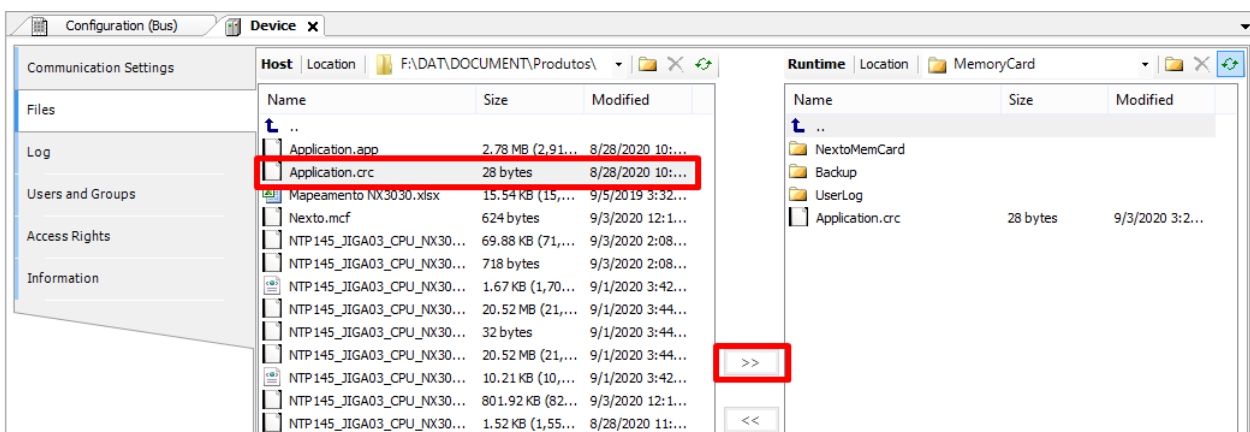 Configuration (Bus) Device X
Communication Settings
Files
Log
Users and Groups
Access Rights
Information
Host Location F:\DAT\DOCUMENT\Produtos\
Name Size Modified
..
Application.app 2.78 MB (2,91... 8/28/2020 10:...
Application.crc 28 bytes 8/28/2020 10:...
Mapeamento NX3030.xlsx 15.54 KB (15,... 9/5/2019 3:32...
Nexto.mcf 624 bytes 9/3/2020 12:1...
NTP145_JIGA03_CPU_NX30... 69.88 KB (71,... 9/3/2020 2:08...
NTP145_JIGA03_CPU_NX30... 718 bytes 9/3/2020 2:08...
NTP145_JIGA03_CPU_NX30... 1.67 KB (1,70... 9/1/2020 3:42...
NTP145_JIGA03_CPU_NX30... 20.52 MB (21,... 9/1/2020 3:44...
NTP145_JIGA03_CPU_NX30... 32 bytes 9/1/2020 3:44...
NTP145_JIGA03_CPU_NX30... 20.52 MB (21,... 9/1/2020 3:44...
NTP145_JIGA03_CPU_NX30... 10.21 KB (10,... 9/1/2020 3:42...
NTP145_JIGA03_CPU_NX30... 801.92 KB (82... 9/3/2020 12:1...
NTP145_JIGA03_CPU_NX30... 1.52 KB (1,55... 8/28/2020 11:...
>>
<<
Runtime Location MemoryCard
Name Size Modified
..
NextoMemCard
Backup
UserLog
Application.crc 28 bytes 9/3/2020 3:2...